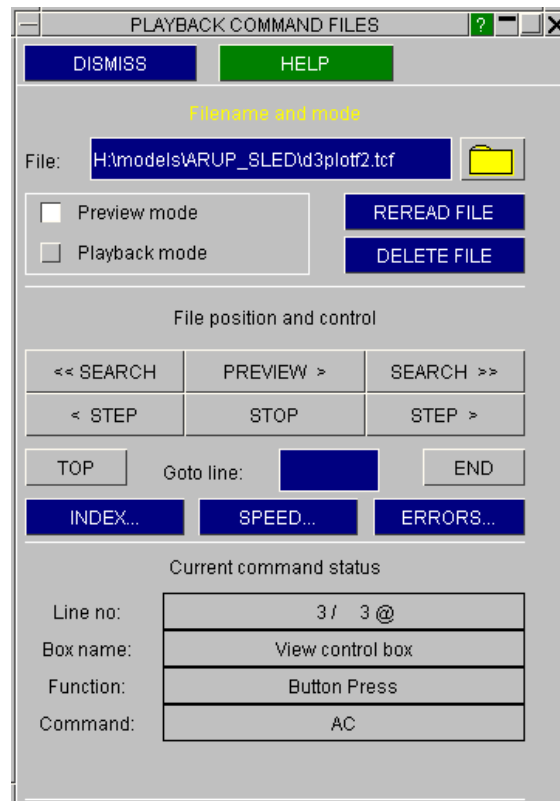 PLAYBACK COMMAND FILES ?
DISMISS HELP
Filename and mode
File: H:\models\ARUP_SLED\d3plotf2.tcf
Preview mode REREAD FILE
Playback mode DELETE FILE
File position and control
<< SEARCH PREVIEW > SEARCH >>
< STEP STOP STEP >
TOP Goto line: END
INDEX... SPEED... ERRORS...
Current command status
Line no: 3 / 3 @
Box name: View control box
Function: Button Press
Command: AC